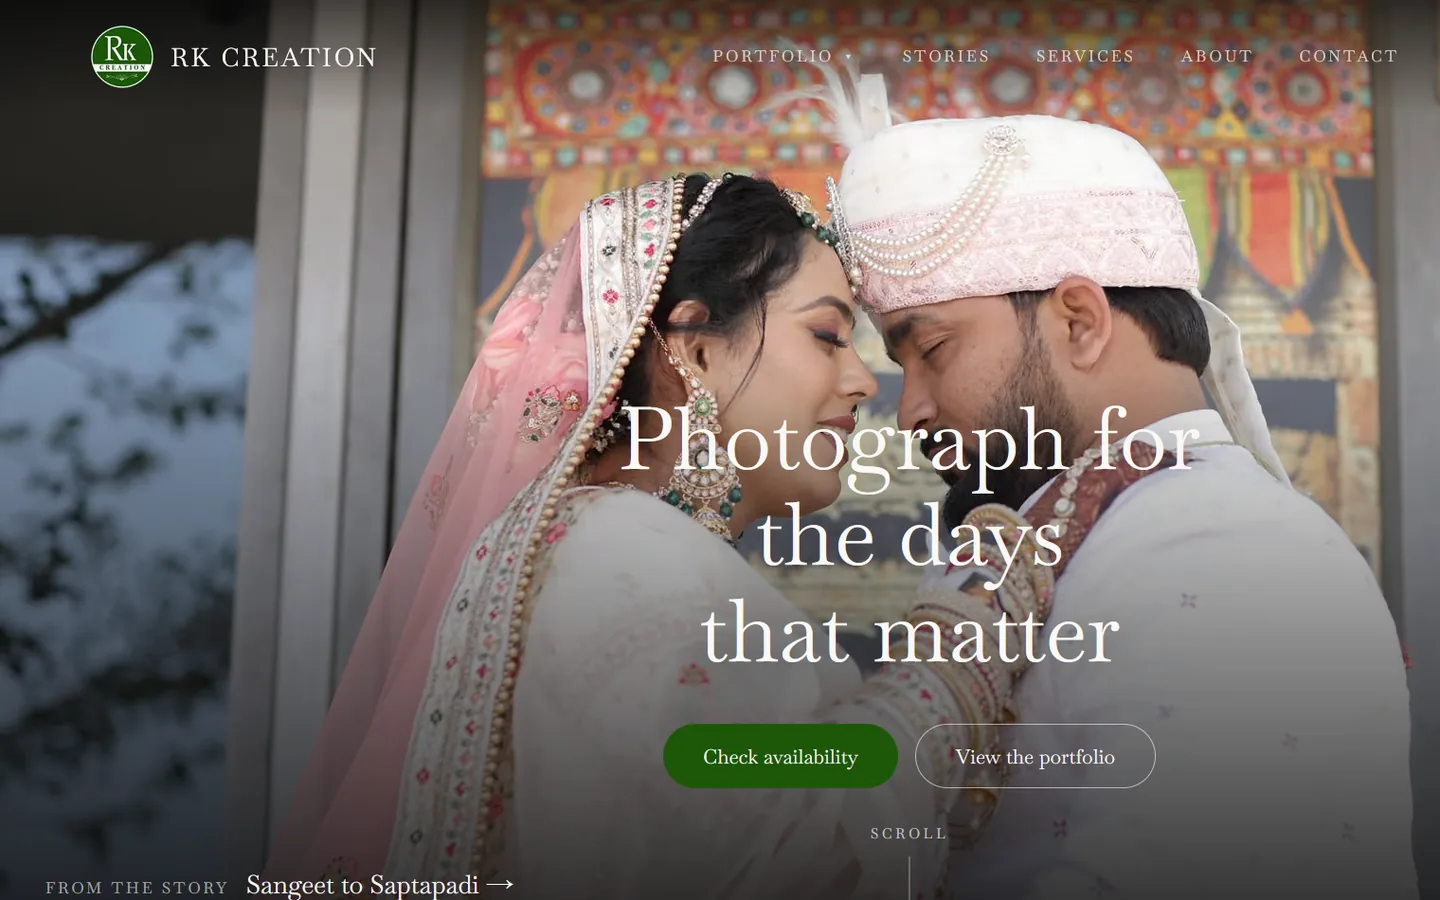 RK
CREATION
RK CREATION
PORTFOLIO
STORIES
SERVICES
ABOUT
CONTACT
Photograph for
the days
that matter
Check availability
View the portfolio
SCROLL
FROM THE STORY Sangeet to Saptapadi →